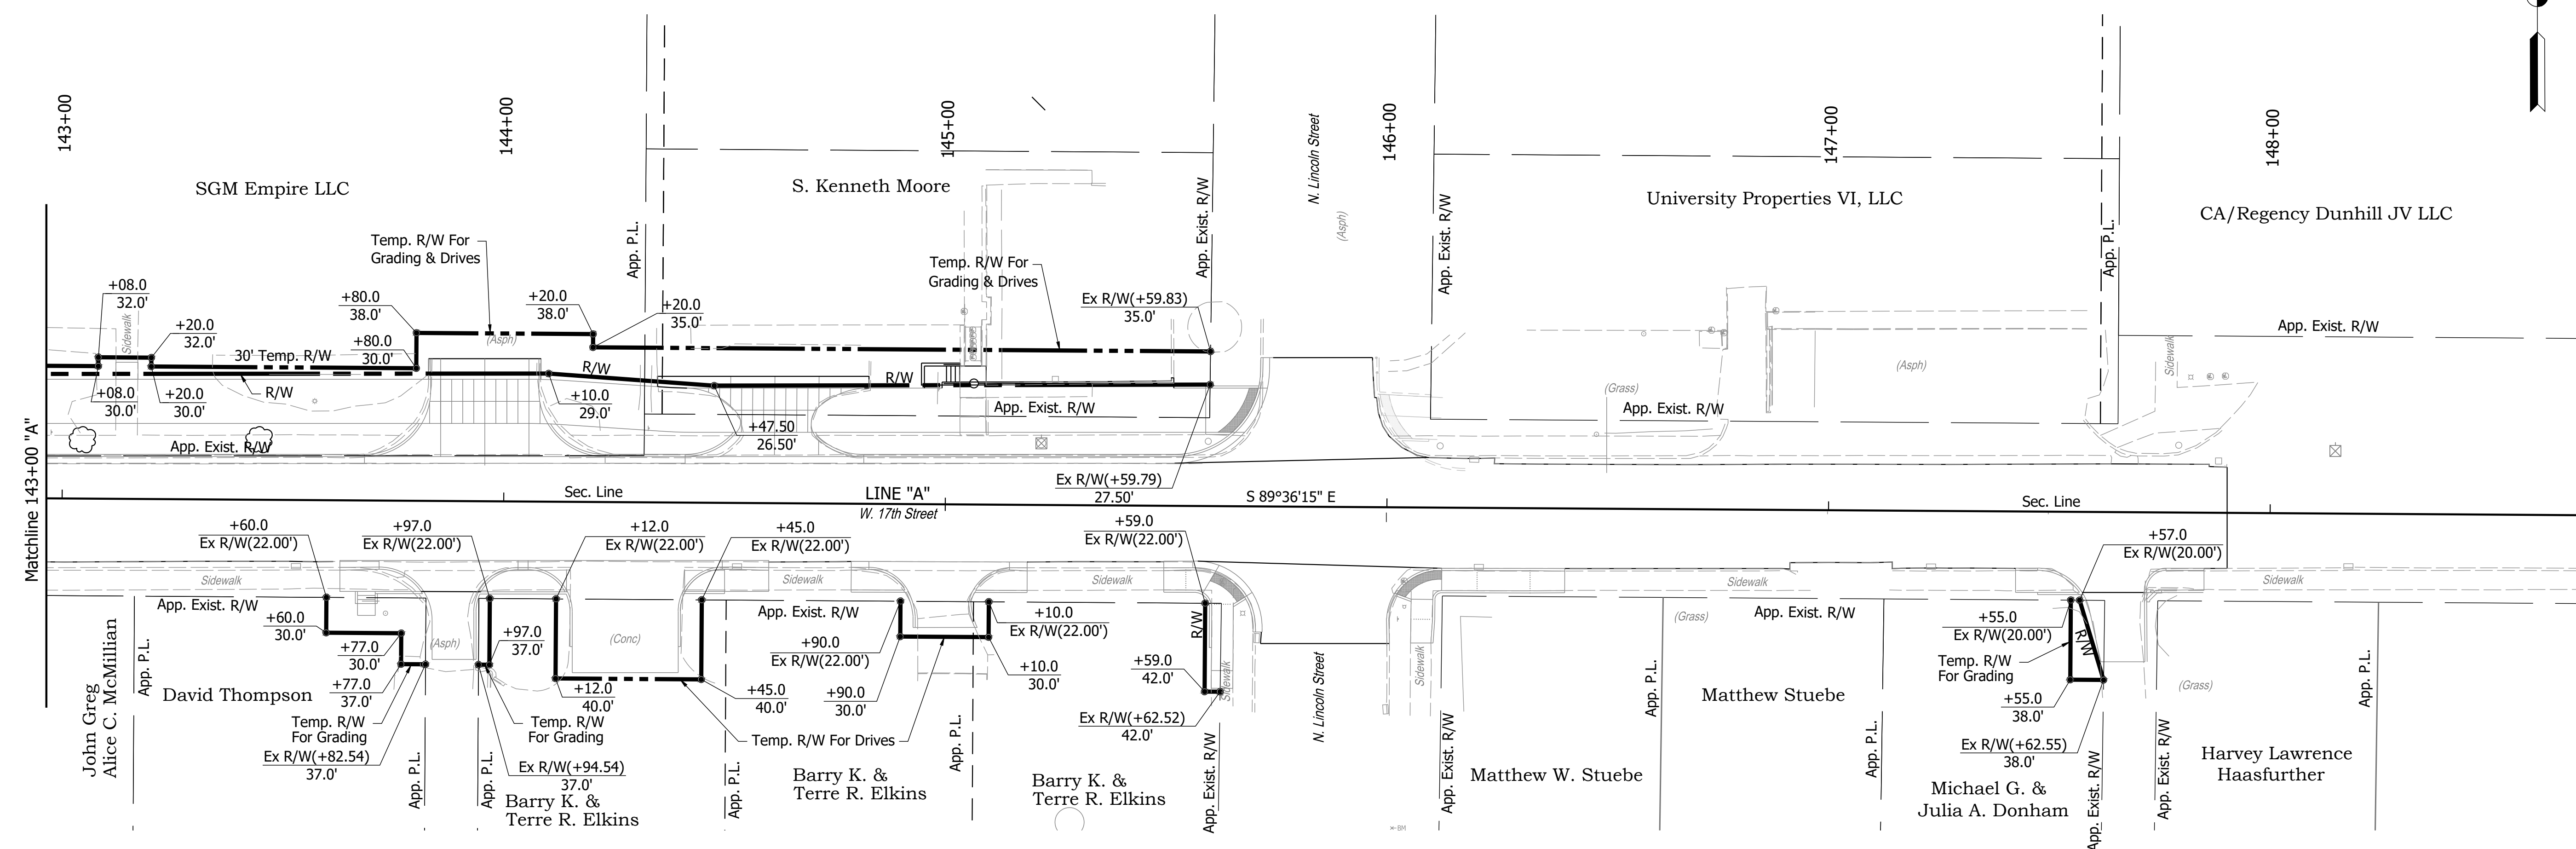 143+00
144+00
145+00
146+00
147+00
148+00
SGM Empire LLC
S. Kenneth Moore
University Properties VI, LLC
CA/Regency Dunhill JV LLC
N. Lincoln Street
(Asph)
App. P.L.
App. Exist. R/W
App. Exist. R/W
App. P.L.
Temp. R/W For
Grading & Drives
Temp. R/W For
Grading & Drives
+08.0
32.0'
+20.0
32.0'
Sidewalk
+80.0
38.0'
+20.0
38.0'
+20.0
35.0'
(Asph)
Ex R/W(+59.83)
35.0'
+80.0
30.0'
30' Temp. R/W
R/W
R/W
R/W
+08.0
30.0'
+20.0
30.0'
+10.0
29.0'
+47.50
26.50'
App. Exist. R/W
App. Exist. R/W
App. Exist. R/W
App. Exist. R/W
(Grass)
(Asph)
Sidewalk
Ex R/W(+59.79)
27.50'
Matchline 143+00 "A"
Sec. Line
LINE "A"
W. 17th Street
S 89°36'15" E
Sec. Line
+60.0
Ex R/W(22.00')
+97.0
Ex R/W(22.00')
+12.0
Ex R/W(22.00')
+45.0
Ex R/W(22.00')
+59.0
Ex R/W(22.00')
+57.0
Ex R/W(20.00')
Sidewalk
Sidewalk
Sidewalk
Sidewalk
Sidewalk
App. Exist. R/W
App. Exist. R/W
App. Exist. R/W
+60.0
30.0'
+77.0
30.0'
+77.0
37.0'
(Asph)
+97.0
37.0'
(Conc)
+12.0
40.0'
+45.0
40.0'
+90.0
Ex R/W(22.00')
+90.0
30.0'
+10.0
Ex R/W(22.00')
+10.0
30.0'
R/W
+59.0
42.0'
Sidewalk
Ex R/W(+62.52)
42.0'
N. Lincoln Street
Sidewalk
(Grass)
+55.0
Ex R/W(20.00')
Temp. R/W
For Grading
R/W
+55.0
38.0'
Ex R/W(+62.55)
38.0'
(Grass)
John Greg
Alice C. McMillian
App. P.L.
David Thompson
Temp. R/W
For Grading
Ex R/W(+82.54)
37.0'
App. P.L.
App. P.L.
Temp. R/W
For Grading
Ex R/W(+94.54)
37.0'
Barry K. &
Terre R. Elkins
App. P.L.
Temp. R/W For Drives
Barry K. &
Terre R. Elkins
App. P.L.
Barry K. &
Terre R. Elkins
App. Exist. R/W
BM
App. Exist. R/W
Matthew W. Stuebe
App. P.L.
Matthew Stuebe
App. P.L.
Michael G. &
Julia A. Donham
App. Exist. R/W
App. Exist. R/W
Harvey Lawrence
Haasfurther
App. P.L.